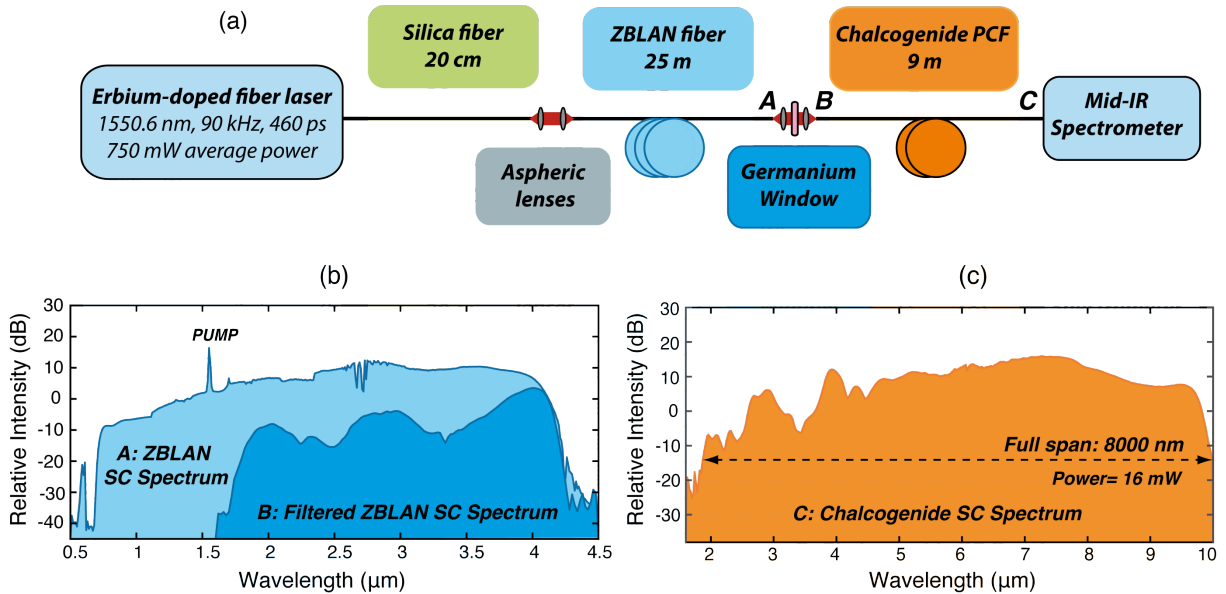 (a)
Silica fiber
20 cm
ZBLAN fiber
25 m
Chalcogenide PCF
9 m
Erbium-doped fiber laser
1550.6 nm, 90 kHz, 460 ps
750 mW average power
A
B
C
Mid-IR
Spectrometer
Aspheric
lenses
Germanium
Window
(b)
Relative Intensity (dB)
30
20
10
0
-10
-20
-30
-40
PUMP
A: ZBLAN
SC Spectrum
B: Filtered ZBLAN SC Spectrum
0.5 1 1.5 2 2.5 3 3.5 4 4.5
Wavelength (μm)
(c)
Relative Intensity (dB)
30
20
10
0
-10
-20
-30
Full span: 8000 nm
Power= 16 mW
C: Chalcogenide SC Spectrum
2 3 4 5 6 7 8 9 10
Wavelength (μm)